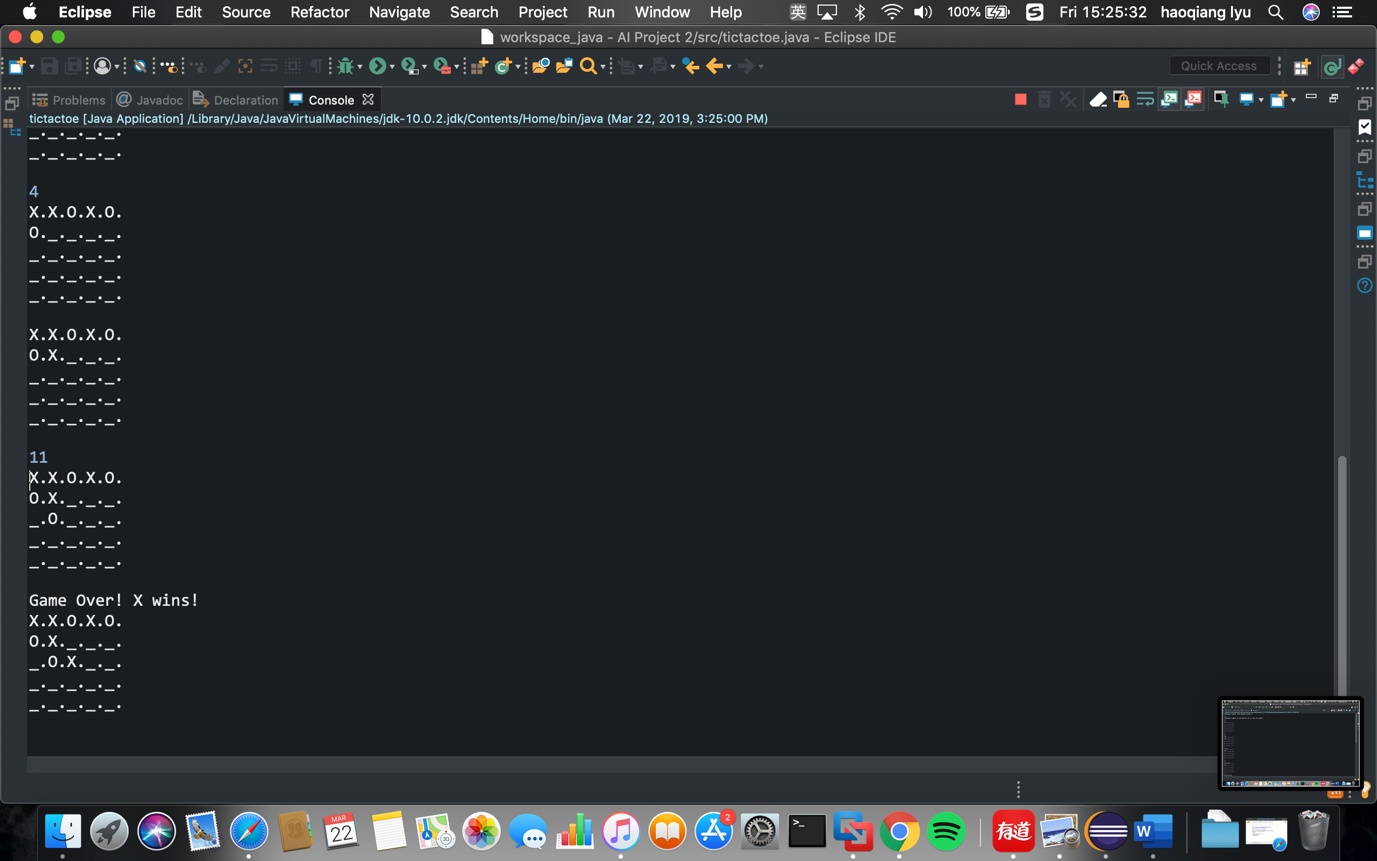 Eclipse File Edit Source Refactor Navigate Search Project Run Window Help 英 100% S Fri 15:25:32 haoqiang lyu
workspace_java - AI Project 2/src/tictactoe.java - Eclipse IDE
Quick Access
Problems @ Javadoc Declaration Console
tictactoe [Java Application] /Library/Java/JavaVirtualMachines/jdk-10.0.2.jdk/Contents/Home/bin/java (Mar 22, 2019, 3:25:00 PM)
_._._._._.
_._._._._.
4
X.X.O.X.O.
O._._._._.
_._._._._.
_._._._._.
_._._._._.
X.X.O.X.O.
O.X._._._.
_._._._._.
_._._._._.
_._._._._.
11
X.X.O.X.O.
O.X._._._.
_.O._._._.
_._._._._.
_._._._._.
Game Over! X wins!
X.X.O.X.O.
O.X._._._.
_.O.X._._.
_._._._._.
_._._._._.
MAR
22
2
有道
W